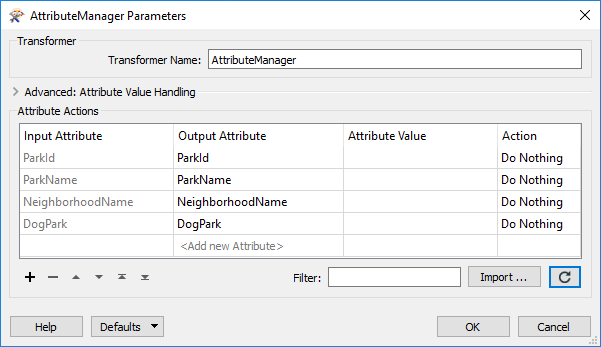 AttributeManager Parameters
Transformer
Transformer Name: AttributeManager
Advanced: Attribute Value Handling
Attribute Actions
Input Attribute Output Attribute Attribute Value Action
ParkId ParkId Do Nothing
ParkName ParkName Do Nothing
NeighborhoodName NeighborhoodName Do Nothing
DogPark DogPark Do Nothing
<Add new Attribute>
Filter: Import ...
Help Defaults OK Cancel